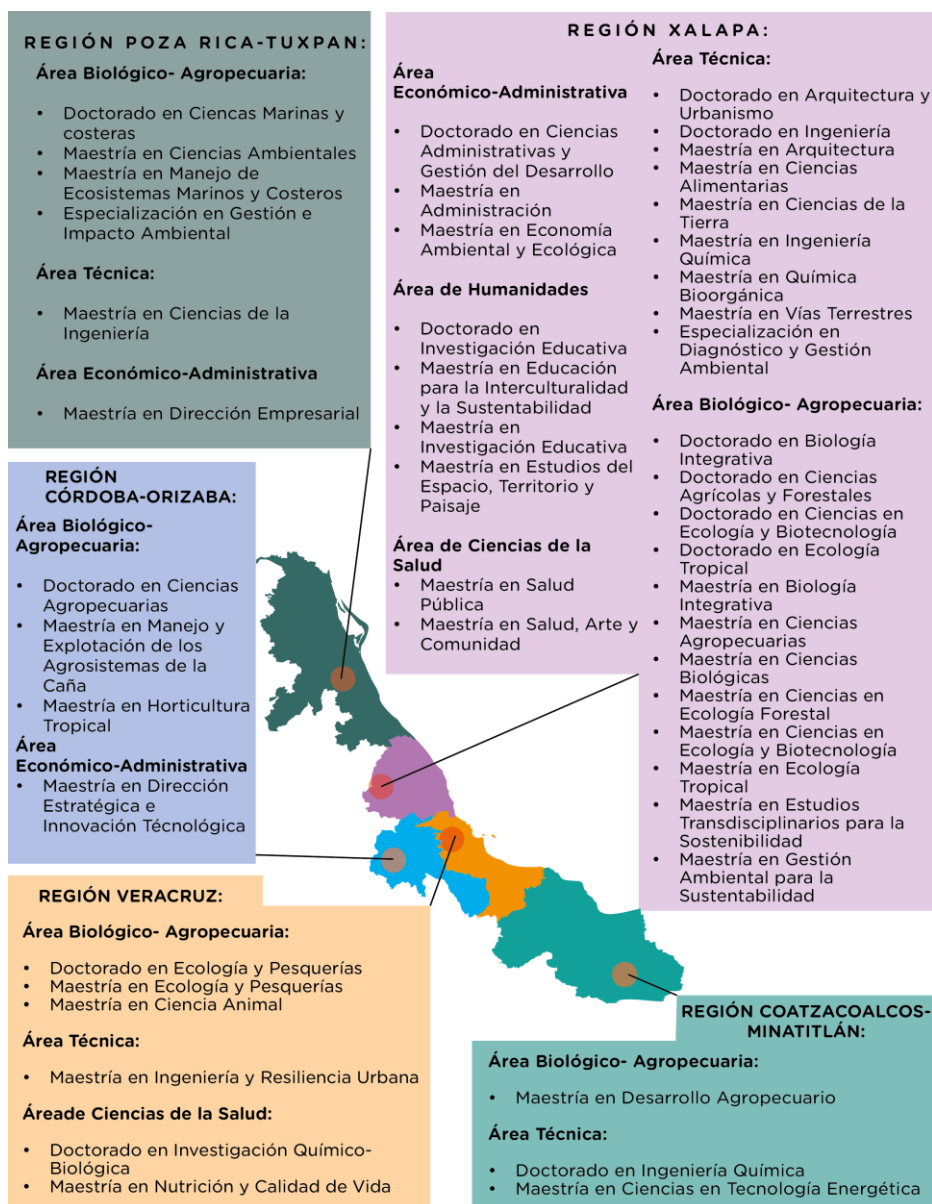 REGIÓN POZA RICA-TUXPAN:
Área Biológico- Agropecuaria:
• Doctorado en Ciencas Marinas y
costeras
• Maestría en Ciencias Ambientales
• Maestría en Manejo de
Ecosistemas Marinos y Costeros
• Especialización en Gestión e
Impacto Ambiental
Área Técnica:
• Maestría en Ciencias de la
Ingeniería
Área Económico-Administrativa
• Maestría en Dirección Empresarial
REGIÓN XALAPA:
Área
Económico-Administrativa
• Doctorado en Ciencias
Administrativas y
Gestión del Desarrollo
• Maestría en
Administración
• Maestría en Economía
Ambiental y Ecológica
Área de Humanidades
• Doctorado en
Investigación Educativa
• Maestría en Educación
para la Interculturalidad
y la Sustentabilidad
• Maestría en
Investigación Educativa
• Maestría en Estudios del
Espacio, Territorio y
Paisaje
Área de Ciencias de la
Salud
• Maestría en Salud
Pública
• Maestría en Salud, Arte y
Comunidad
Área Técnica:
• Doctorado en Arquitectura y
Urbanismo
• Doctorado en Ingeniería
• Maestría en Arquitectura
• Maestría en Ciencias
Alimentarias
• Maestría en Ciencias de la
Tierra
• Maestría en Ingeniería
Química
• Maestría en Química
Bioorgánica
• Maestría en Vías Terrestres
• Especialización en
Diagnóstico y Gestión
Ambiental
Área Biológico- Agropecuaria:
• Doctorado en Biología
Integrativa
• Doctorado en Ciencias
Agrícolas y Forestales
• Doctorado en Ciencias en
Ecología y Biotecnología
• Doctorado en Ecología
Tropical
• Maestría en Biología
Integrativa
• Maestría en Ciencias
Agropecuarias
• Maestría en Ciencias
Biológicas
• Maestría en Ciencias en
Ecología Forestal
• Maestría en Ciencias en
Ecología y Biotecnología
• Maestría en Ecología
Tropical
• Maestría en Estudios
Transdisciplinarios para la
Sostenibilidad
• Maestría en Gestión
Ambiental para la
Sustentabilidad
REGIÓN
CÓRDOBA-ORIZABA:
Área Biológico-
Agropecuaria:
• Doctorado en Ciencias
Agropecuarias
• Maestría en Manejo y
Explotación de los
Agrosistemas de la
Caña
• Maestría en Horticultura
Tropical
Área
Económico-Administrativa
• Maestría en Dirección
Estratégica e
Innovación Técnológica
REGIÓN VERACRUZ:
Área Biológico- Agropecuaria:
• Doctorado en Ecología y Pesquerías
• Maestría en Ecología y Pesquerías
• Maestría en Ciencia Animal
Área Técnica:
• Maestría en Ingeniería y Resiliencia Urbana
Áreade Ciencias de la Salud:
• Doctorado en Investigación Químico-
Biológica
• Maestría en Nutrición y Calidad de Vida
REGIÓN COATZACOALCOS-
MINATITLÁN:
Área Biológico- Agropecuaria:
• Maestría en Desarrollo Agropecuario
Área Técnica:
• Doctorado en Ingeniería Química
• Maestría en Ciencias en Tecnología Energética